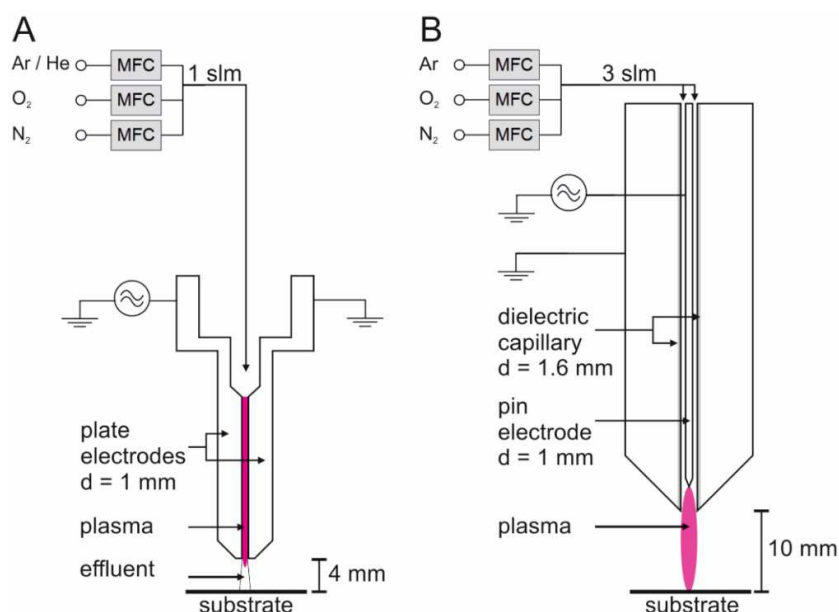 A
Ar / He
MFC
1 slm
O₂
MFC
N₂
MFC
plate
electrodes
d = 1 mm
plasma
effluent
4 mm
substrate
B
Ar
MFC
3 slm
O₂
MFC
N₂
MFC
dielectric
capillary
d = 1.6 mm
pin
electrode
d = 1 mm
plasma
10 mm
substrate